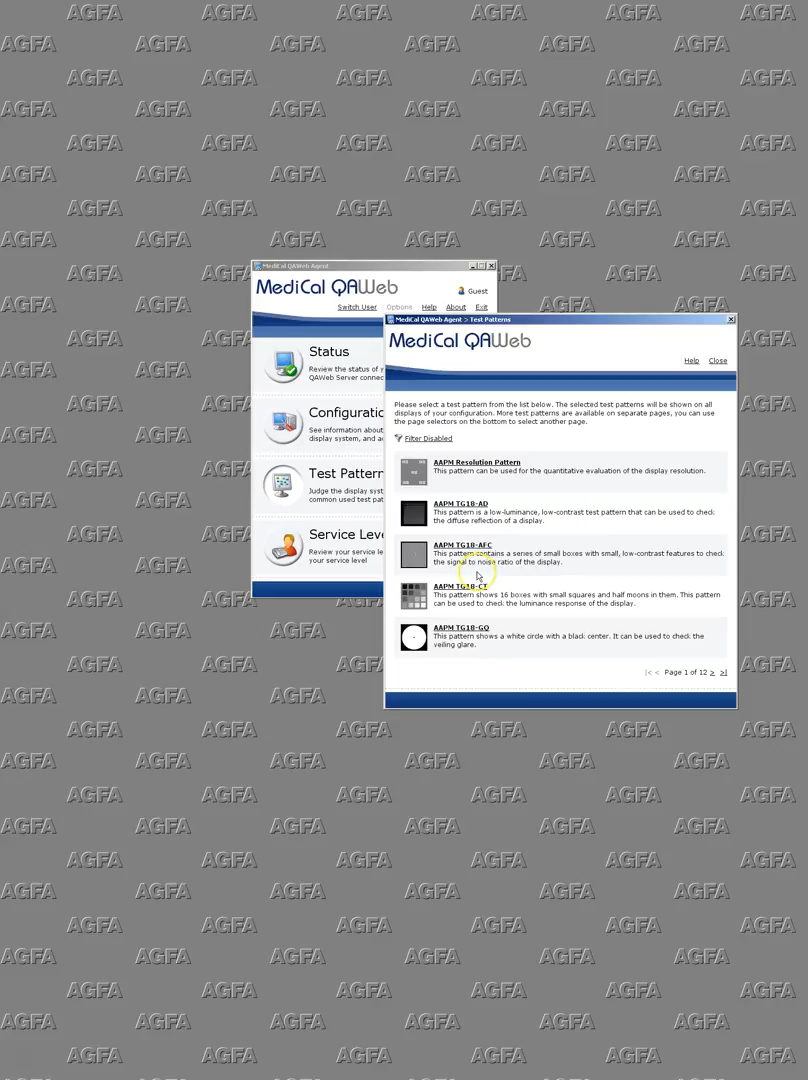 MediCal QAWeb Agent
MediCal QAWeb
Guest
Switch User Options Help About Exit
Status
Review the status of
QAWeb Server connec
Configuratio
See information about
display system, and a
Test Pattern
Judge the display sys
common used test pat
Service Leve
Review your service le
your service level
MediCal QAWeb Agent > Test Patterns
MediCal QAWeb
Help Close
Please select a test pattern from the list below. The selected test patterns will be shown on all
displays of your configuration. More test patterns are available on separate pages, you can use
the page selectors on the bottom to select another page.
Filter Disabled
AAPM Resolution Pattern
This pattern can be used for the quantitative evaluation of the display resolution.
AAPM TG18-AD
This pattern is a low-luminance, low-contrast test pattern that can be used to check
the diffuse reflection of a display.
AAPM TG18-AFC
This pattern contains a series of small boxes with small, low-contrast features to check
the signal to noise ratio of the display.
AAPM TG18-CT
This pattern shows 16 boxes with small squares and half moons in them. This pattern
can be used to check the luminance response of the display.
AAPM TG18-GQ
This pattern shows a white circle with a black center. It can be used to check the
veiling glare.
|< < Page 1 of 12 > >|
AGFA